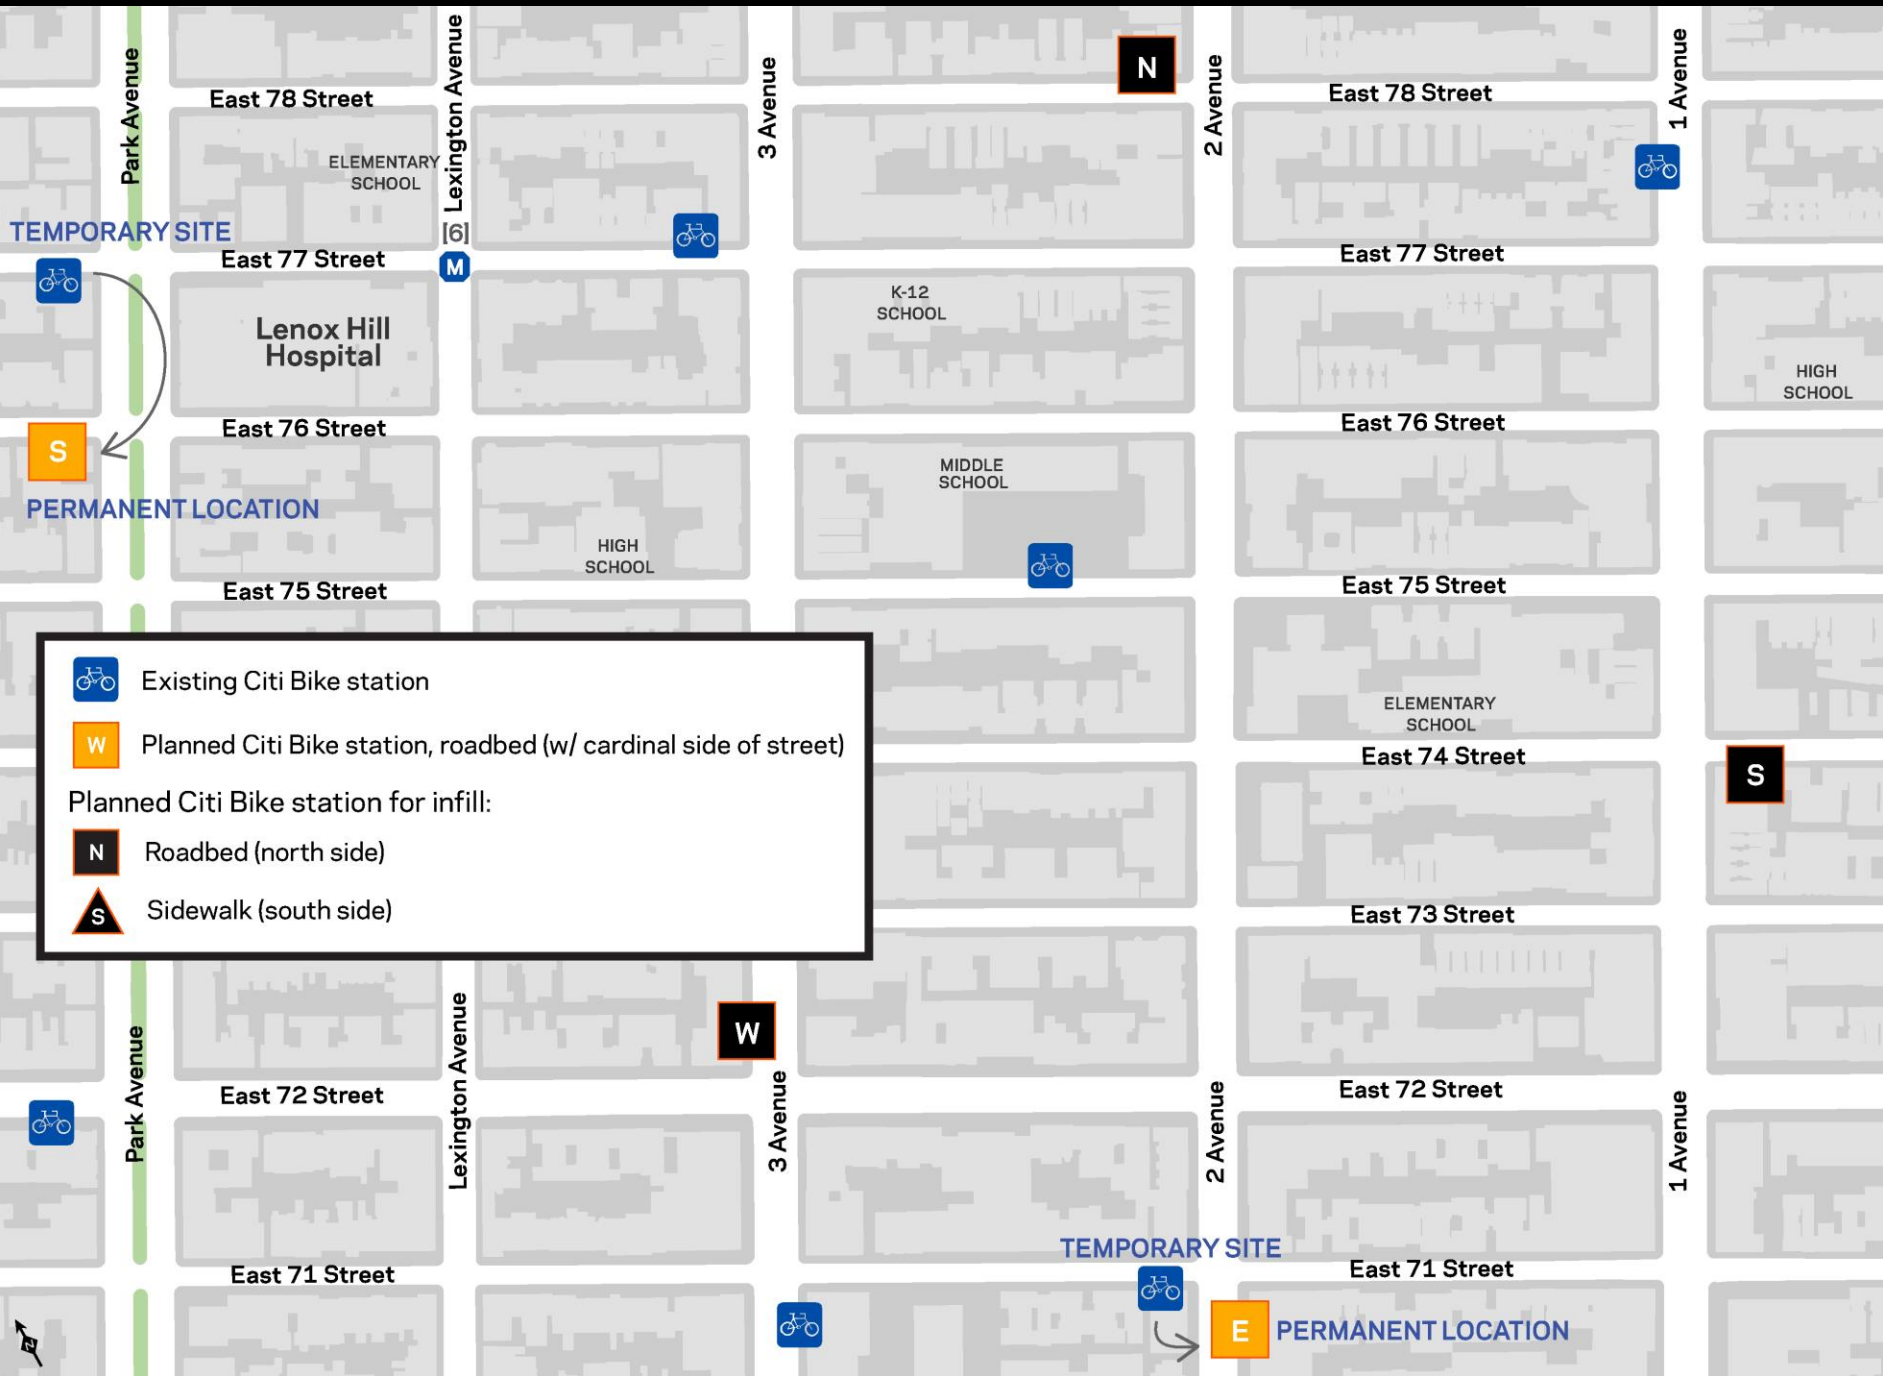 Park Avenue
Lexington Avenue
3 Avenue
N
2 Avenue
1 Avenue
East 78 Street
East 78 Street
ELEMENTARY
SCHOOL
TEMPORARY SITE
[6]
M
East 77 Street
East 77 Street
Lenox Hill
Hospital
K-12
SCHOOL
HIGH
SCHOOL
East 76 Street
East 76 Street
S
PERMANENT LOCATION
HIGH
SCHOOL
MIDDLE
SCHOOL
East 75 Street
East 75 Street
Existing Citi Bike station
W
Planned Citi Bike station, roadbed (w/ cardinal side of street)
Planned Citi Bike station for infill:
N
Roadbed (north side)
S
Sidewalk (south side)
ELEMENTARY
SCHOOL
East 74 Street
S
East 73 Street
W
Park Avenue
Lexington Avenue
3 Avenue
2 Avenue
1 Avenue
East 72 Street
East 72 Street
TEMPORARY SITE
East 71 Street
East 71 Street
E
PERMANENT LOCATION
N